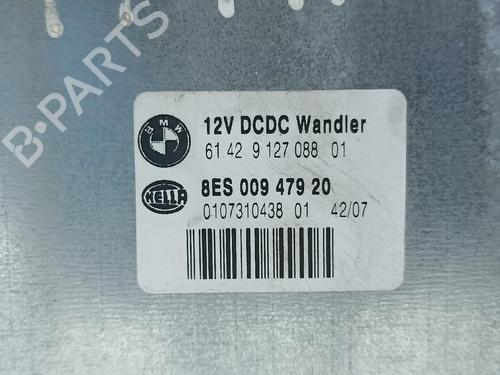 12V DCDC Wandler
BMW
61 42 9 127 088 01
8ES 009 479 20
HELLA
0107310438 01 42/07
B-PARTS